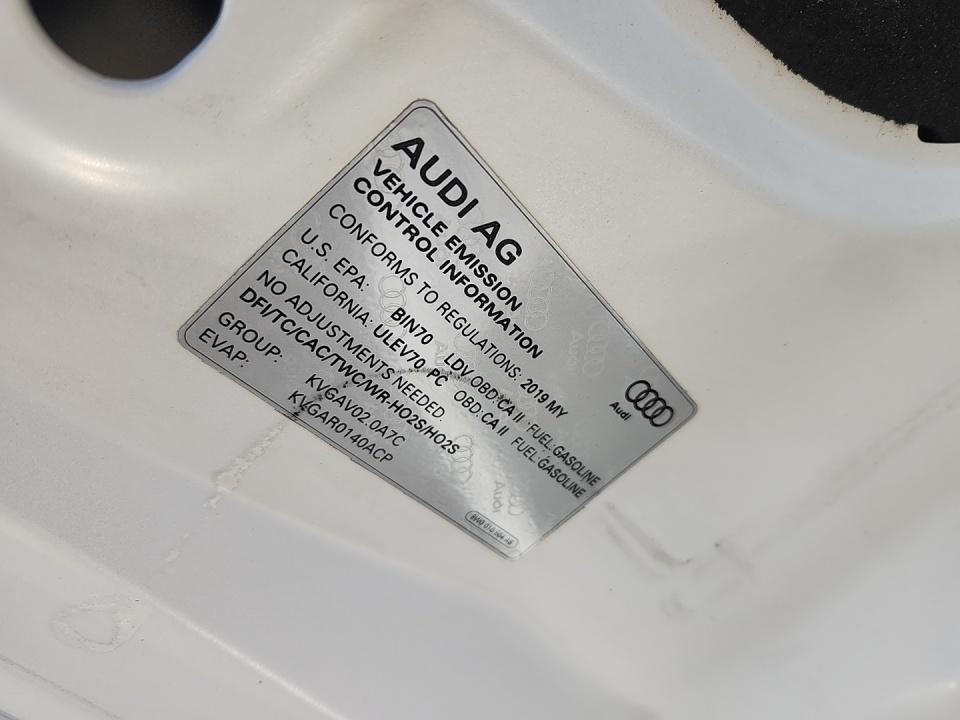 AUDI AG
VEHICLE EMISSION
CONTROL INFORMATION
CONFORMS TO REGULATIONS: 2019 MY
U.S. EPA: BIN70 LDV OBD:CA II FUEL:GASOLINE
CALIFORNIA: ULEV70 PC OBD:CA II FUEL:GASOLINE
NO ADJUSTMENTS NEEDED.
DFI/TC/CAC/TWC/WR-HO2S/HO2S
GROUP: KVGAV02.0A7C
EVAP: KVGAR0140ACP
Audi